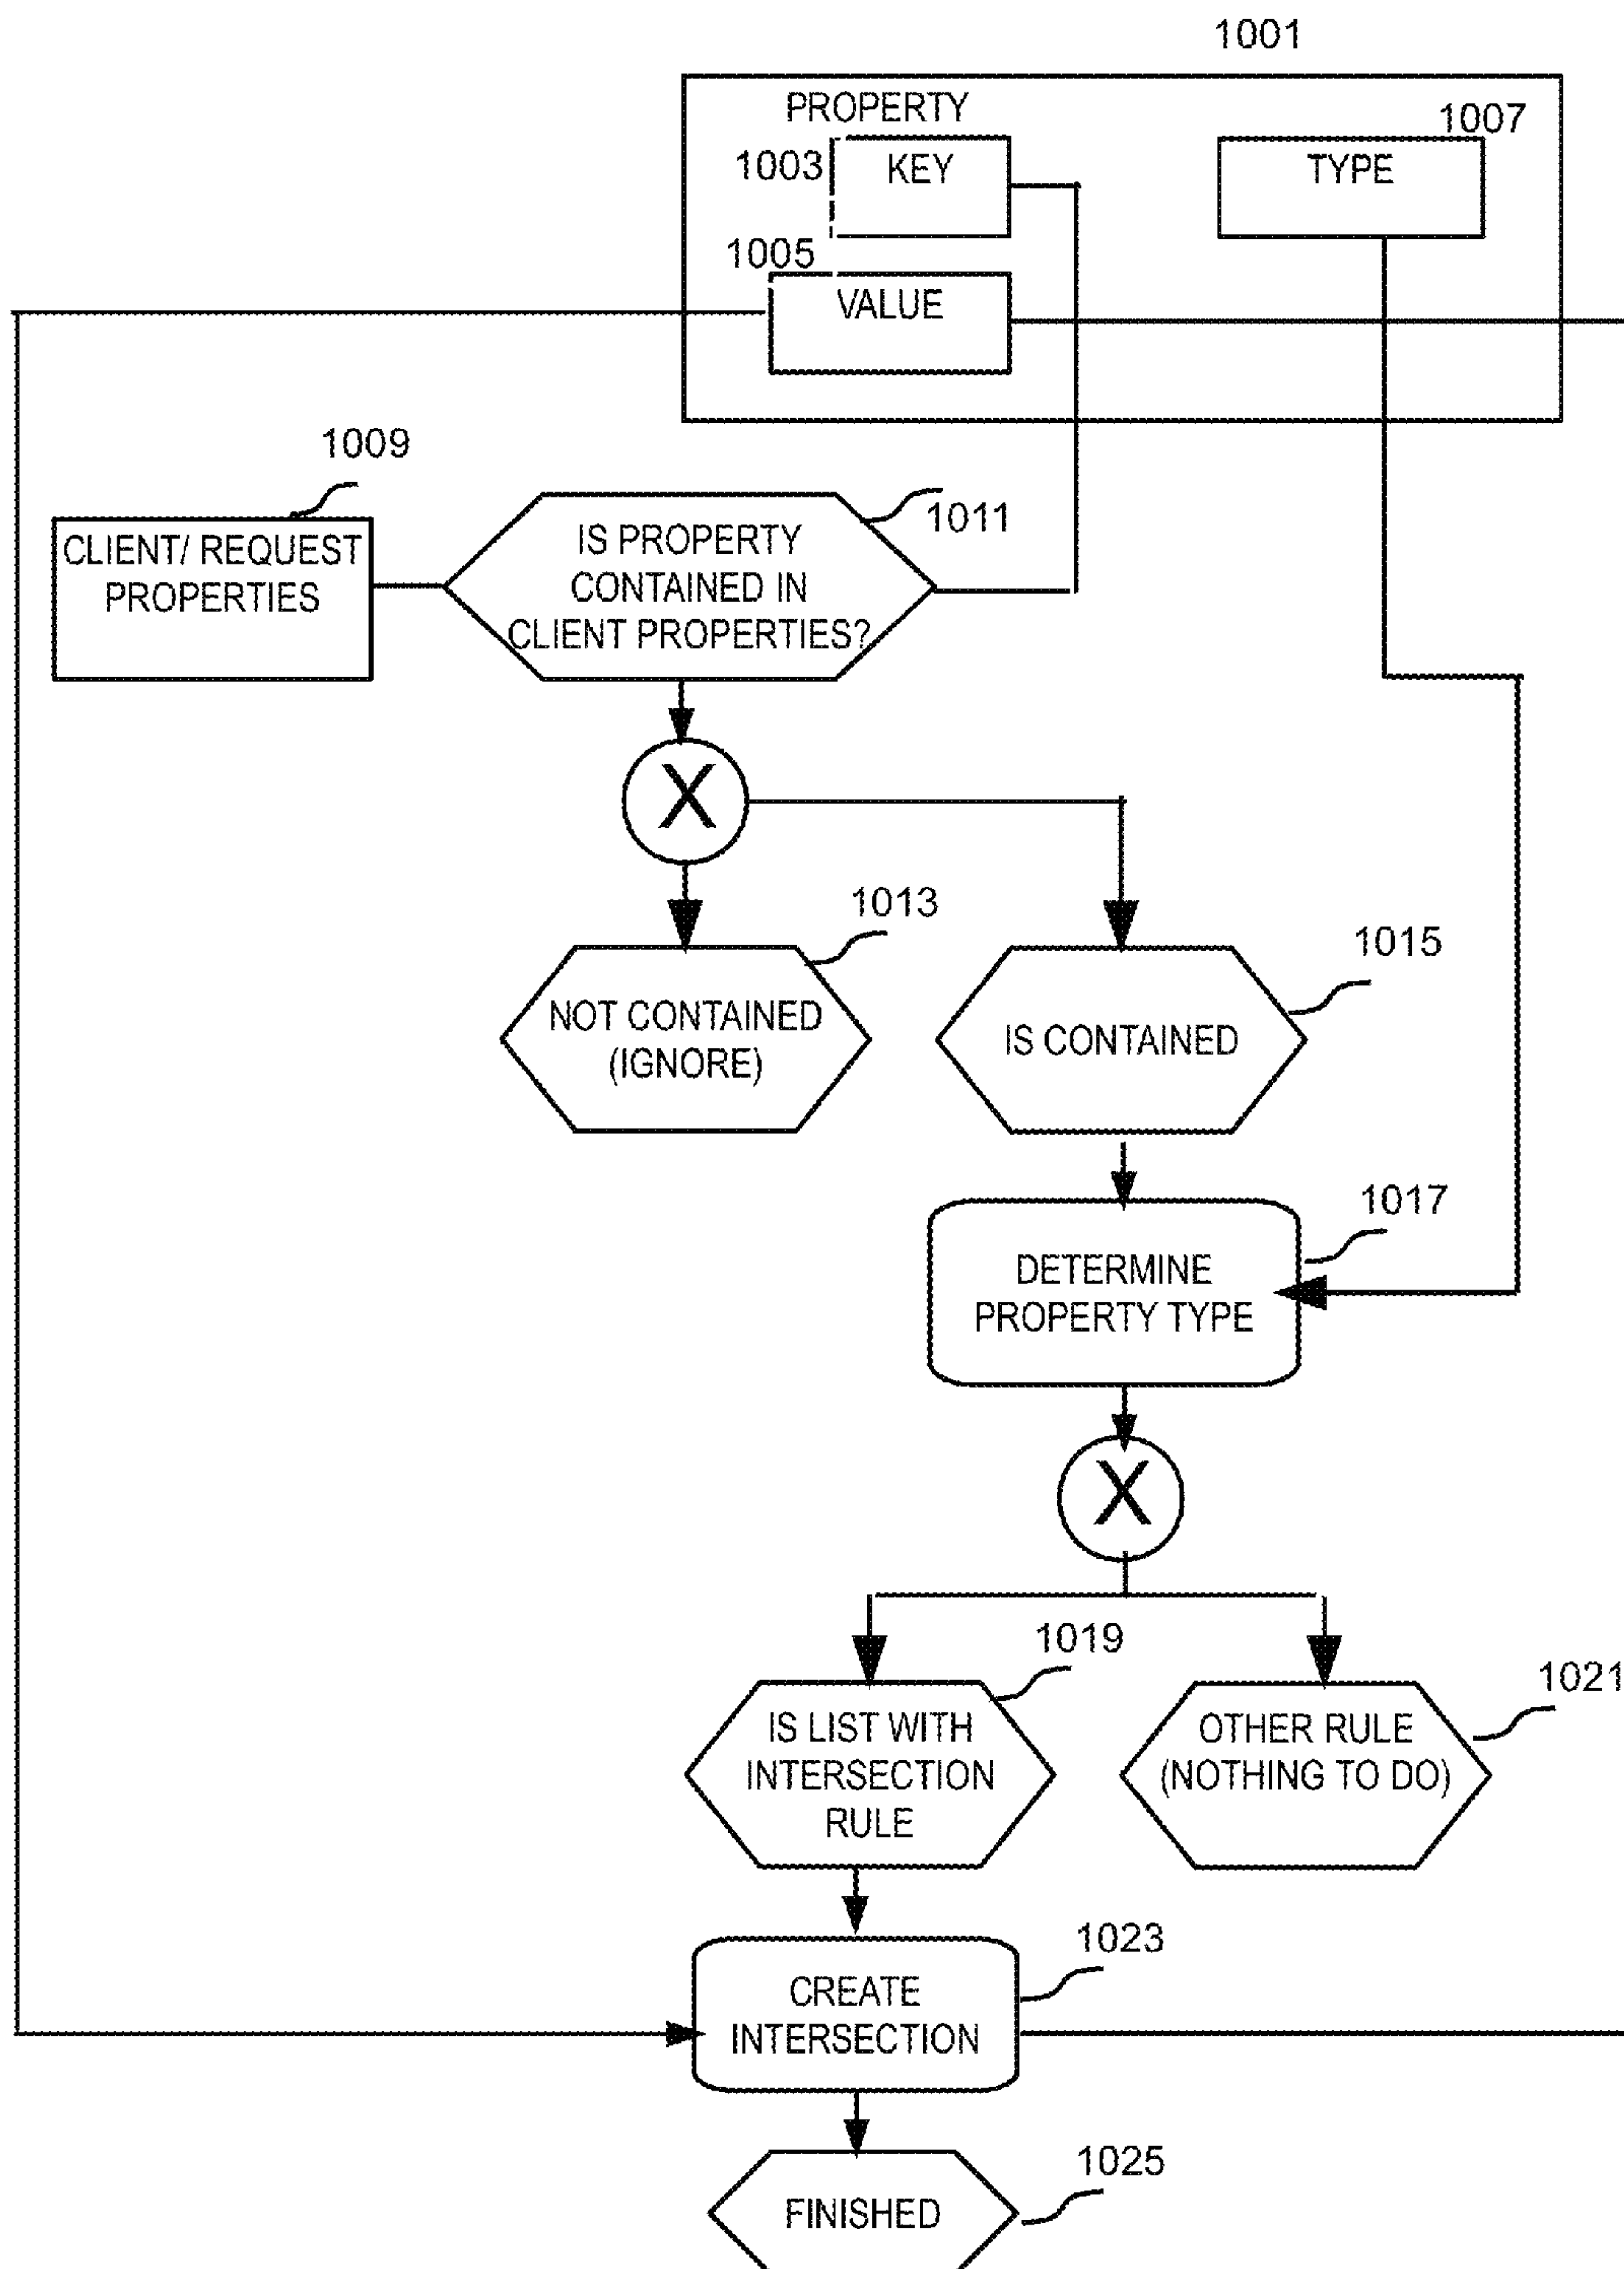 1001
PROPERTY
1007
1003
KEY
TYPE
1005
VALUE
1009
1011
CLIENT/ REQUEST
PROPERTIES
IS PROPERTY
CONTAINED IN
CLIENT PROPERTIES?
X
1013
1015
NOT CONTAINED
(IGNORE)
IS CONTAINED
1017
DETERMINE
PROPERTY TYPE
X
1019
1021
IS LIST WITH
INTERSECTION
RULE
OTHER RULE
(NOTHING TO DO)
1023
CREATE
INTERSECTION
1025
FINISHED